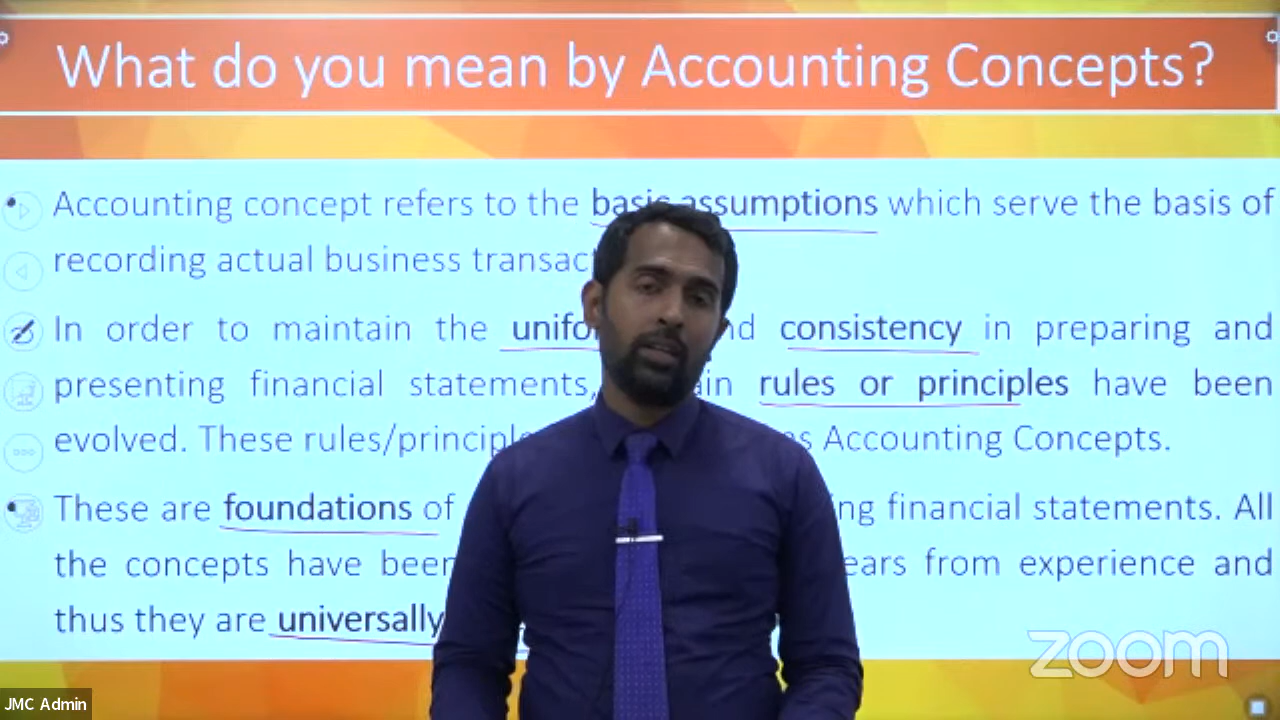 What do you mean by Accounting Concepts?
Accounting concept refers to the basic assumptions which serve the basis of
recording actual business transac
In order to maintain the unifo nd consistency in preparing and
presenting financial statements, ain rules or principles have been
evolved. These rules/principle as Accounting Concepts.
These are foundations of ing financial statements. All
the concepts have been ears from experience and
thus they are universally
zoom
JMC Admin